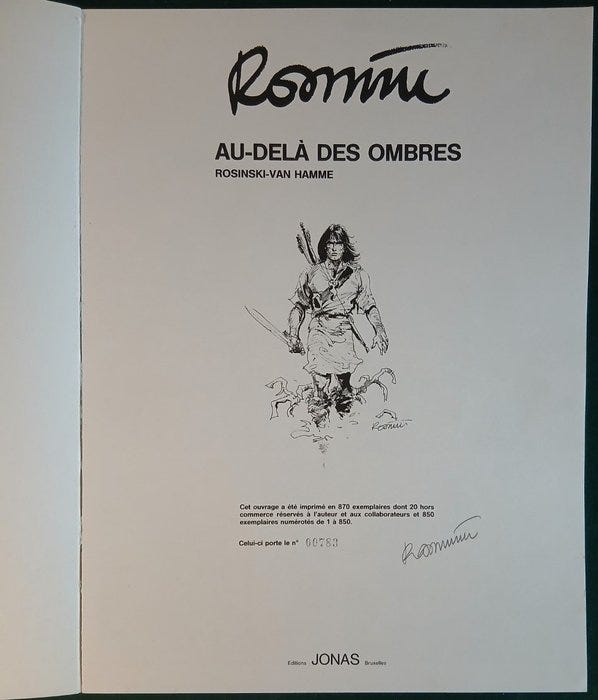 Rosinski
AU-DELÀ DES OMBRES
ROSINSKI-VAN HAMME
Rosinski
Cet ouvrage a été imprimé en 870 exemplaires dont 20 hors
commerce réservés à l'auteur et aux collaborateurs et 850
exemplaires numérotés de 1 à 850.
Celui-ci porte le n° 00783
Rosinski
Editions JONAS Bruxelles